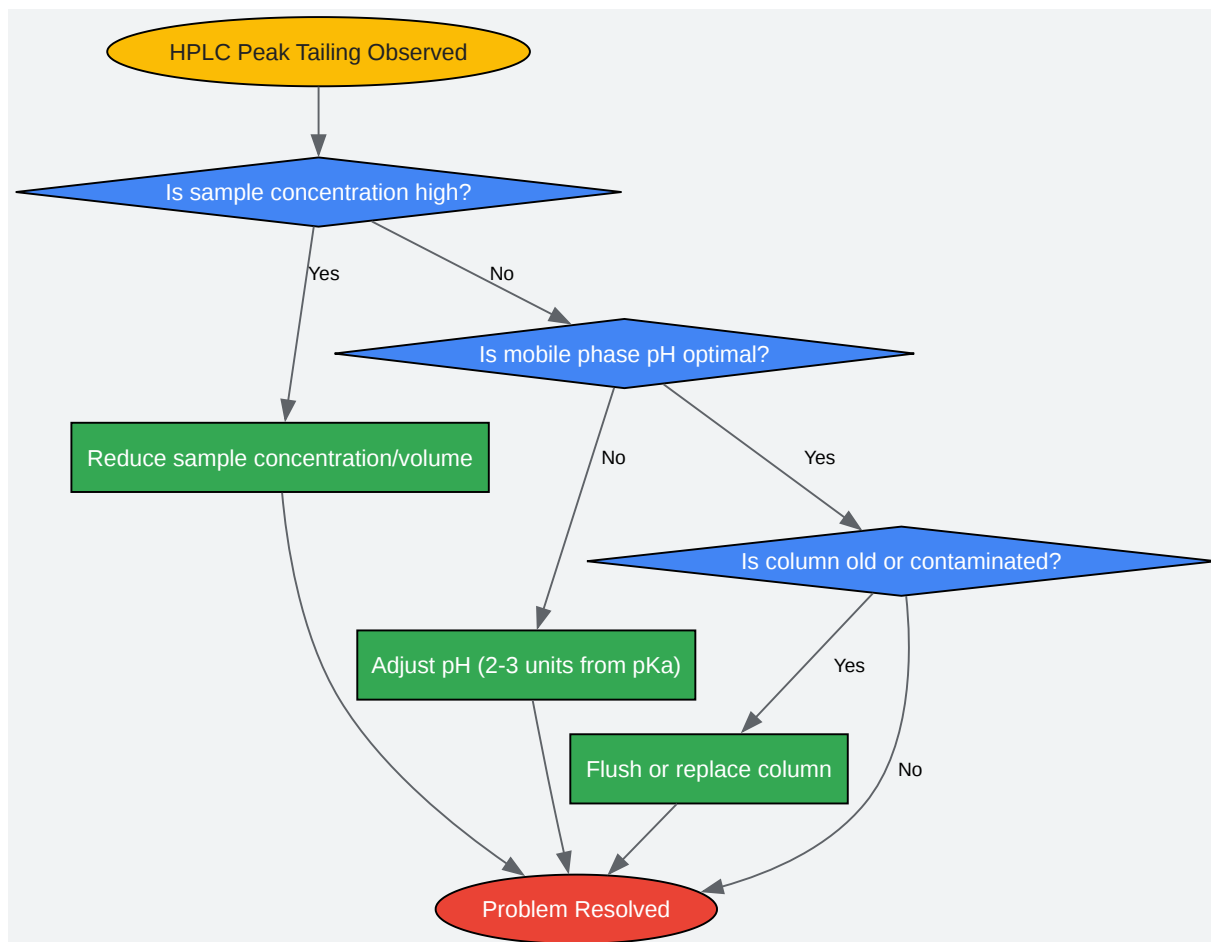 HPLC Peak Tailing Observed
Is sample concentration high?
Yes
No
Is mobile phase pH optimal?
Reduce sample concentration/volume
No
Yes
Is column old or contaminated?
Adjust pH (2-3 units from pKa)
Yes
Flush or replace column
No
Problem Resolved